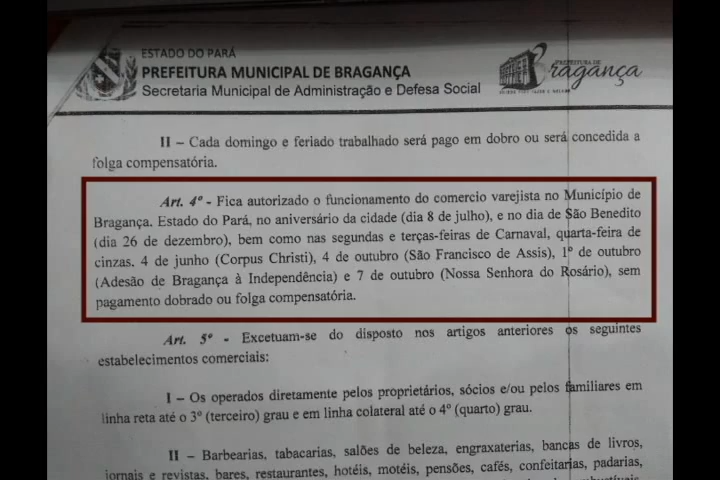 ESTADO DO PARÁ
PREFEITURA MUNICIPAL DE BRAGANÇA
Secretaria Municipal de Administração e Defesa Social
PREFEITURA DE
Bragança
II – Cada domingo e feriado trabalhado será pago em dobro ou será concedida a
folga compensatória.
Art. 4º - Fica autorizado o funcionamento do comercio varejista no Município de
Bragança. Estado do Pará, no aniversário da cidade (dia 8 de julho), e no dia de São Benedito
(dia 26 de dezembro), bem como nas segundas e terças-feiras de Carnaval, quarta-feira de
cinzas. 4 de junho (Corpus Christi), 4 de outubro (São Francisco de Assis), 1º de outubro
(Adesão de Bragança à Independência) e 7 de outubro (Nossa Senhora do Rosário), sem
pagamento dobrado ou folga compensatória.
Art. 5º - Excetuam-se do disposto nos artigos anteriores os seguintes
estabelecimentos comerciais:
I – Os operados diretamente pelos proprietários, sócios e/ou pelos familiares em
linha reta até o 3º (terceiro) grau e em linha colateral até o 4º (quarto) grau.
II – Barbearias, tabacarias, salões de beleza, engraxaterias, bancas de livros,
jornais e revistas, bares, restaurantes, hotéis, motéis, pensões, cafés, confeitarias, padarias,